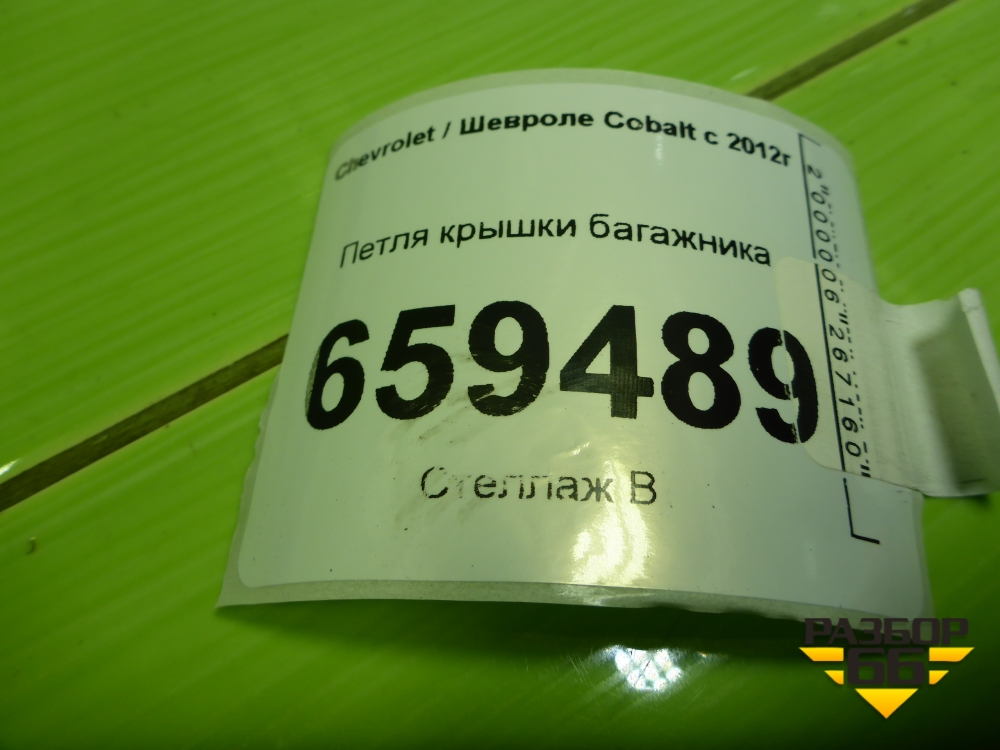 Chevrolet / Шевроле Cobalt с 2012г
Петля крышки багажника
659489
Стеллаж В
2000006267160
РАЗБОР
66